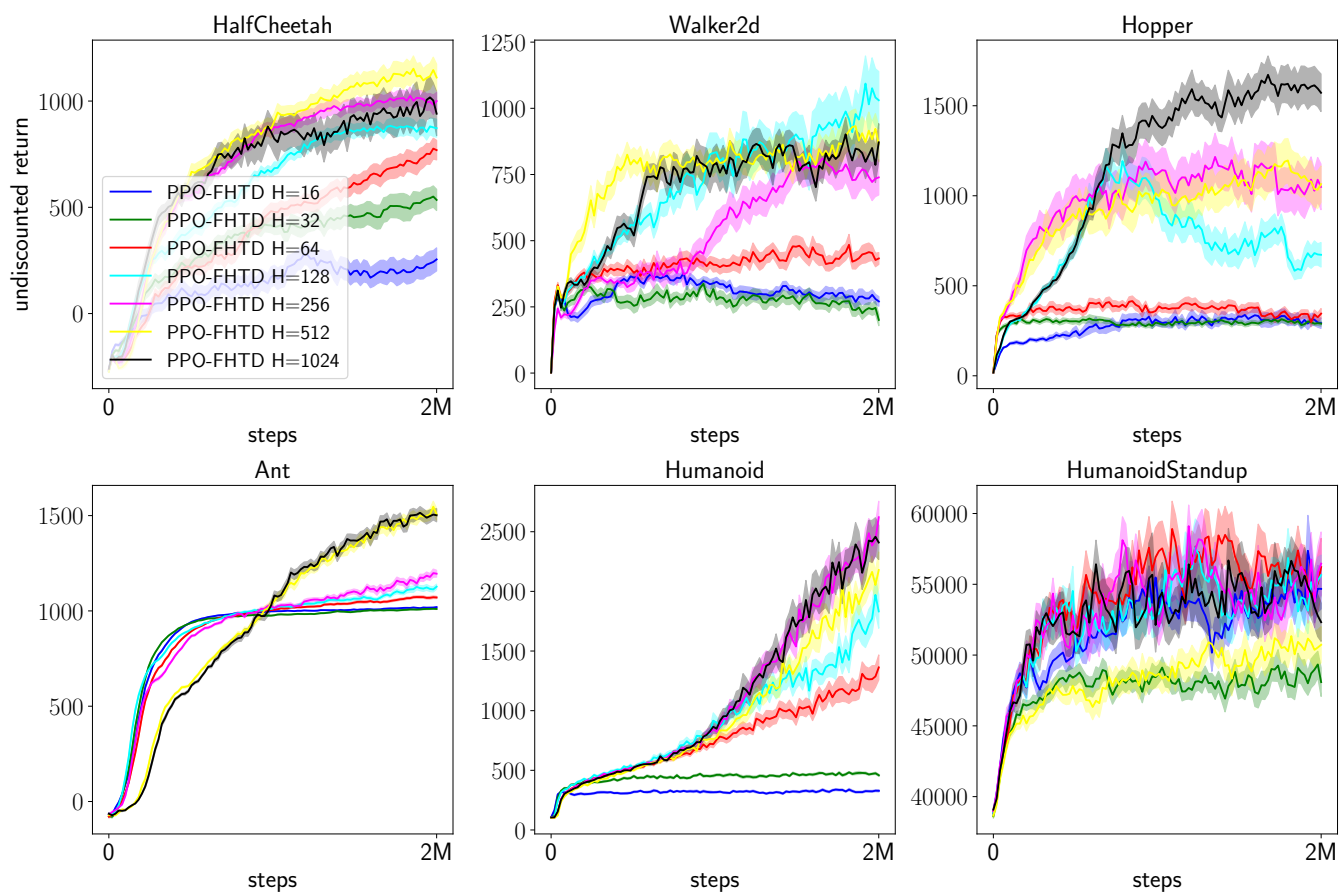 HalfCheetah
Walker2d
Hopper
undiscounted return
1000
500
0
PPO-FHTD H=16
PPO-FHTD H=32
PPO-FHTD H=64
PPO-FHTD H=128
PPO-FHTD H=256
PPO-FHTD H=512
PPO-FHTD H=1024
0
2M
steps
1250
1000
750
500
250
0
0
2M
steps
1500
1000
500
0
0
2M
steps
Ant
Humanoid
HumanoidStandup
1500
1000
500
0
0
2M
steps
2500
2000
1500
1000
500
0
0
2M
steps
60000
55000
50000
45000
40000
0
2M
steps